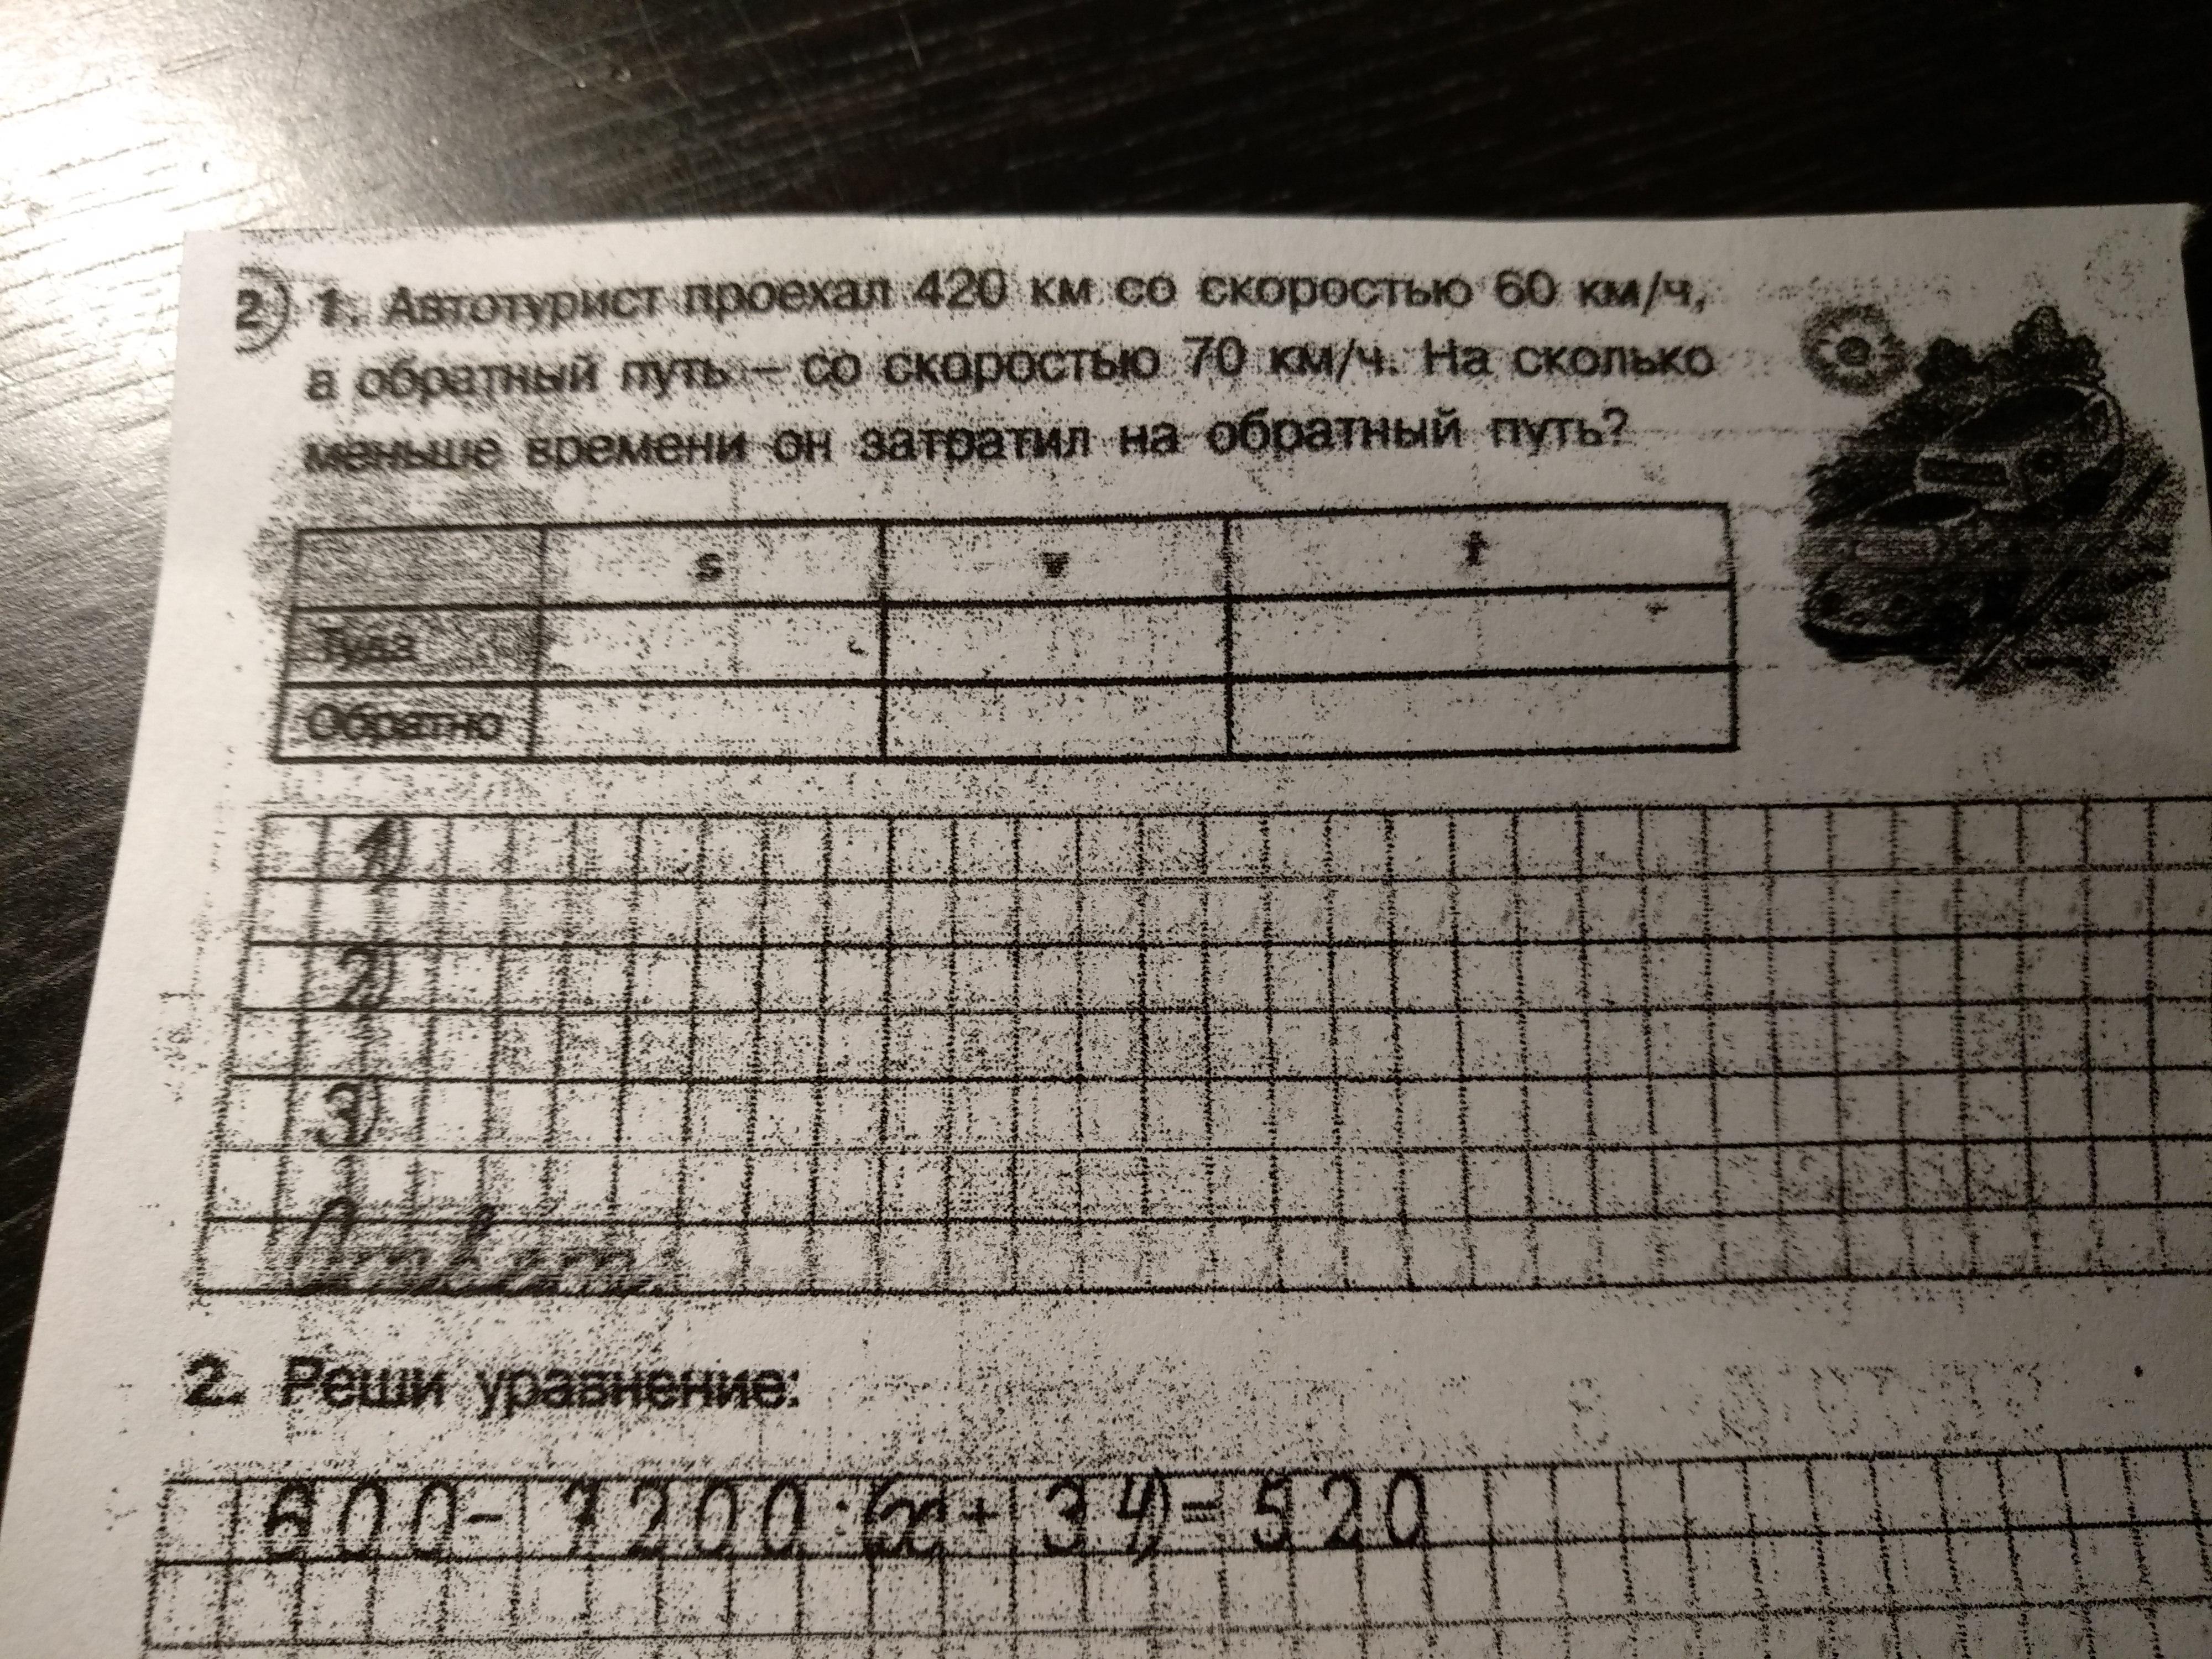 2) 1. Автотурист проехал 420 км со скоростью 60 км/ч,
а обратный путь – со скоростью 70 км/ч. На сколько
меньше времени он затратил на обратный путь?
s v t
Туда
Обратно
1)
2)
3)
Ответ:
2. Реши уравнение:
600 - 7200 : (x + 34) = 520